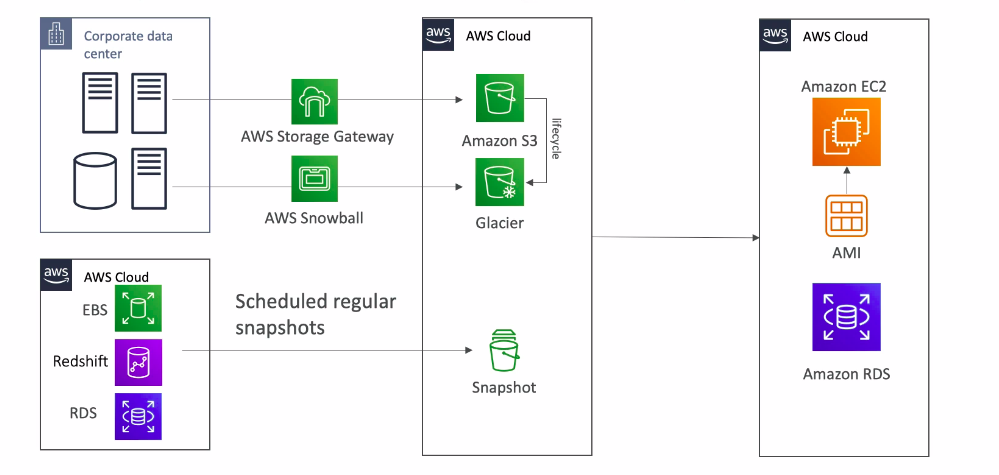 Corporate data
center
AWS Storage Gateway
AWS Snowball
aws
AWS Cloud
Amazon S3
lifecycle
Glacier
aws
AWS Cloud
EBS
Redshift
RDS
Scheduled regular
snapshots
Snapshot
aws
AWS Cloud
Amazon EC2
AMI
Amazon RDS